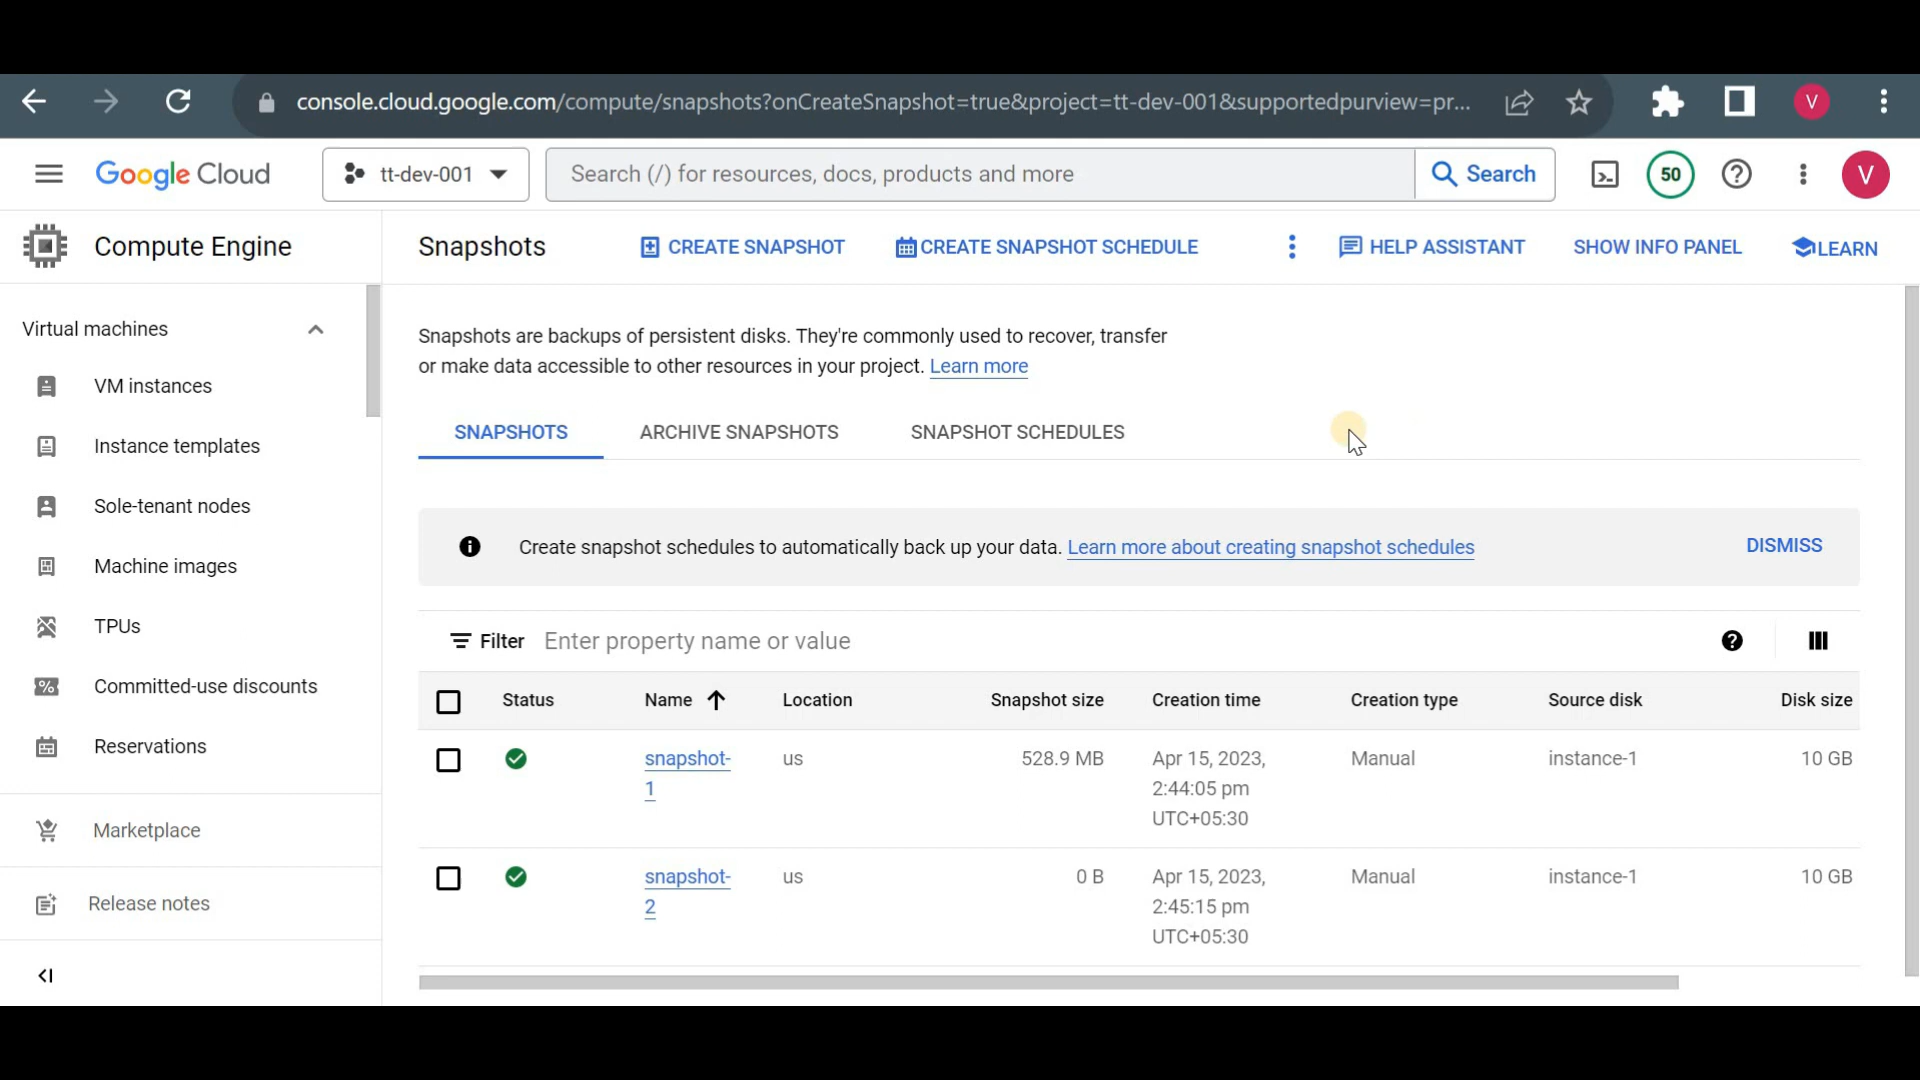 console.cloud.google.com/compute/snapshots?onCreateSnapshot=true&project=tt-dev-001&supportedpurview=pr...
V
Google Cloud
tt-dev-001
Search (/) for resources, docs, products and more
Search
50
V
Compute Engine
Snapshots
CREATE SNAPSHOT
CREATE SNAPSHOT SCHEDULE
HELP ASSISTANT
SHOW INFO PANEL
LEARN
Virtual machines
VM instances
Instance templates
Sole-tenant nodes
Machine images
TPUs
Committed-use discounts
Reservations
Marketplace
Release notes
Snapshots are backups of persistent disks. They're commonly used to recover, transfer
or make data accessible to other resources in your project. Learn more
SNAPSHOTS
ARCHIVE SNAPSHOTS
SNAPSHOT SCHEDULES
Create snapshot schedules to automatically back up your data. Learn more about creating snapshot schedules
DISMISS
Filter
Enter property name or value
Status
Name
Location
Snapshot size
Creation time
Creation type
Source disk
Disk size
snapshot-
1
us
528.9 MB
Apr 15, 2023,
2:44:05 pm
UTC+05:30
Manual
instance-1
10 GB
snapshot-
2
us
0 B
Apr 15, 2023,
2:45:15 pm
UTC+05:30
Manual
instance-1
10 GB